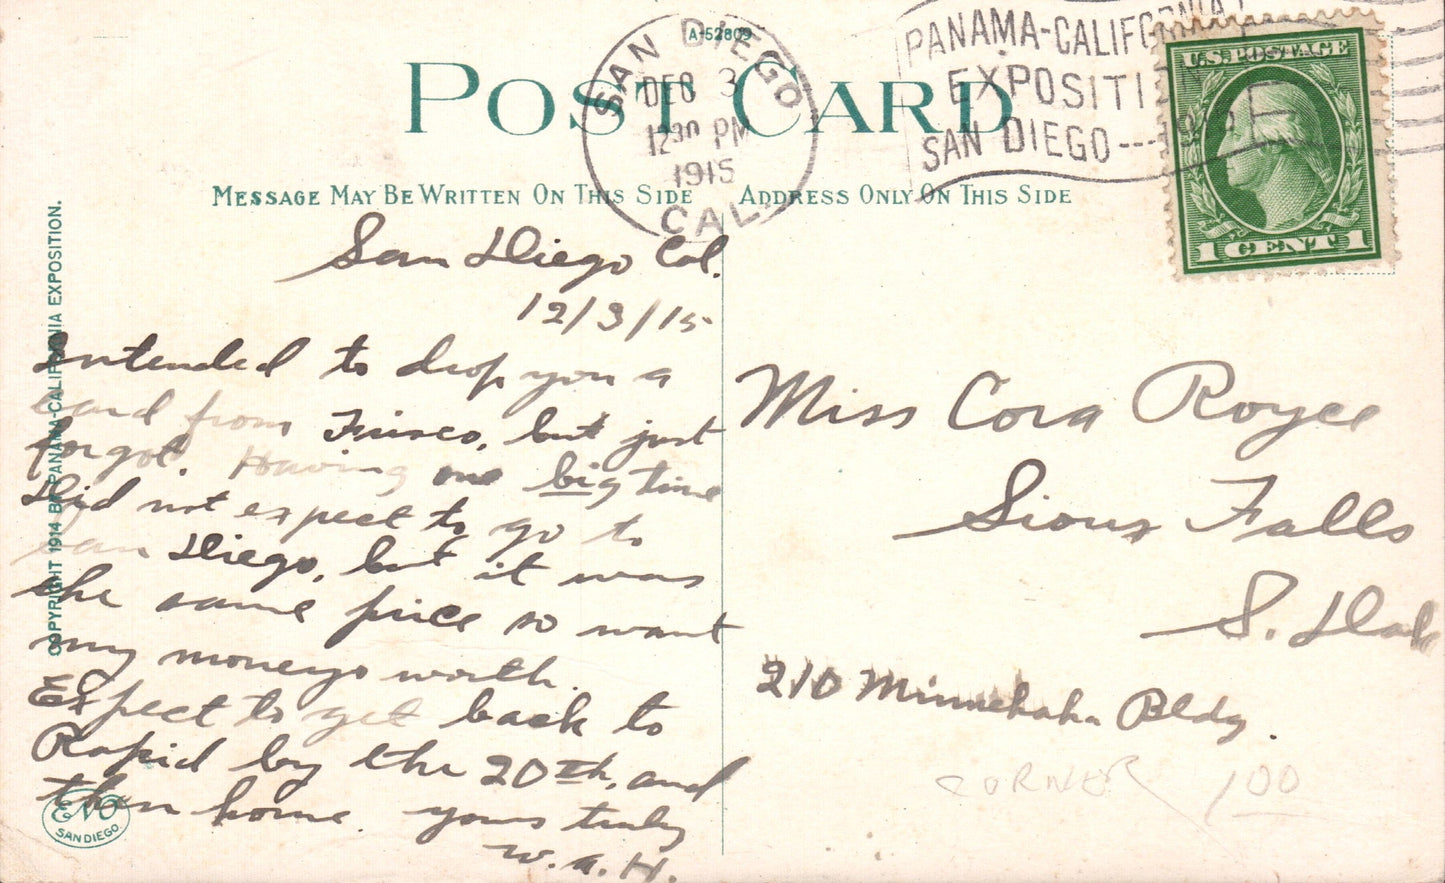 A-52809
POST CARD
SAN DIEGO
DEC 3
12 30 PM
1915
CAL.
PANAMA-CALIFORNIA
EXPOSITI
SAN DIEGO---19
U.S. POSTAGE
1 CENT 1
MESSAGE MAY BE WRITTEN ON THIS SIDE
ADDRESS ONLY ON THIS SIDE
COPYRIGHT 1914 BY PANAMA-CALIFORNIA EXPOSITION.
San Diego Cal.
12/3/15
Intended to drop you a
card from Frisco, but just
forgot. Having one big time
Did not expect to go to
San Diego, but it was
the same price so want
my moneys worth.
Expect to get back to
Rapid by the 20th, and
then home. yours truly
W.A.H.
ENO
SAN DIEGO.
Miss Cora Royce
Sioux Falls
S. Dak
210 Minnehaha Bldg.
CORNER 100